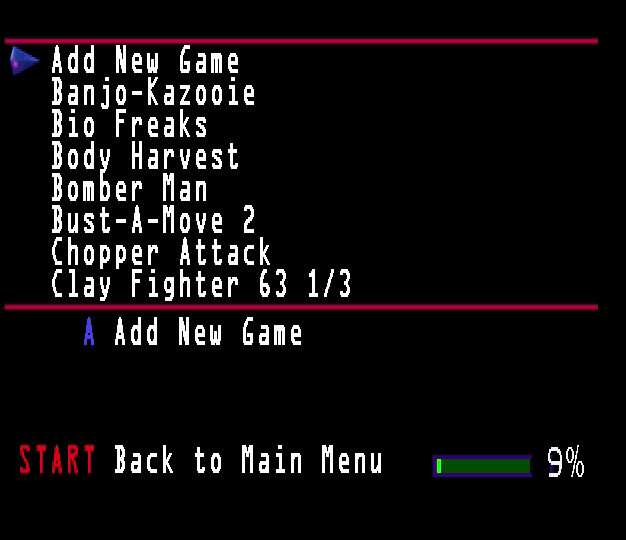 Add New Game
Banjo-Kazooie
Bio Freaks
Body Harvest
Bomber Man
Bust-A-Move 2
Chopper Attack
Clay Fighter 63 1/3
A Add New Game
START Back to Main Menu 9%